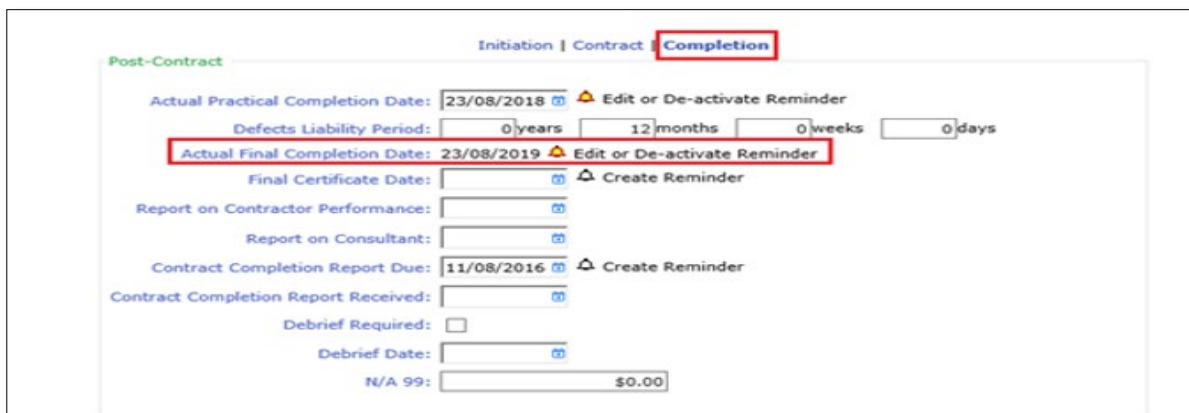 Initiation | Contract | Completion
Post-Contract
Actual Practical Completion Date: 23/08/2018 Edit or De-activate Reminder
Defects Liability Period: 0 years 12 months 0 weeks 0 days
Actual Final Completion Date: 23/08/2019 Edit or De-activate Reminder
Final Certificate Date: Create Reminder
Report on Contractor Performance:
Report on Consultant:
Contract Completion Report Due: 11/08/2016 Create Reminder
Contract Completion Report Received:
Debrief Required:
Debrief Date:
N/A 99: $0.00